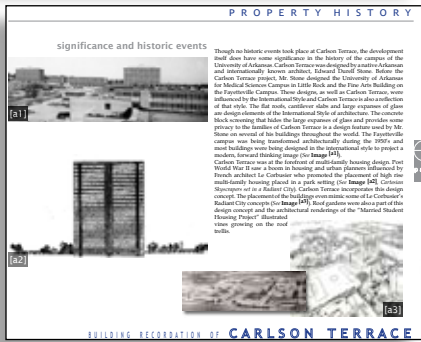 PROPERTY HISTORY
significance and historic events
Though no historic events took place at Carlson Terrace, the development
itself does have some significance in the history of the campus of the
University of Arkansas. Carlson Terrace was designed by a native Arkansan
and internationally known architect, Edward Durell Stone. Before the
Carlson Terrace project, Mr. Stone designed the University of Arkansas
for Medical Sciences Campus in Little Rock and the Fine Arts Building on
the Fayetteville Campus. These designs, as well as Carlson Terrace, were
influenced by the International Style and Carlson Terrace is also a reflection
of that style. The flat roofs, cantilever slabs and large expanses of glass
are design elements of the International Style of architecture. The concrete
block screening that hides the large expanses of glass and provides some
privacy to the families of Carlson Terrace is a design feature used by Mr.
Stone on several of his buildings throughout the world. The Fayetteville
campus was being transformed architecturally during the 1950's and
most buildings were being designed in the international style to project a
modern, forward thinking image (See Image [a1]).
Carlson Terrace was at the forefront of multi-family housing design. Post
World War II saw a boom in housing and urban planners influenced by
French architect Le Corbusier who promoted the placement of high rise
multi-family housing placed in a park setting (See Image [a2], Cartesian
Skyscrapers set in a Radiant City). Carlson Terrace incorporates this design
concept. The placement of the buildings even mimic some of Le Corbusier's
Radiant City concepts (See Image [a3]). Roof gardens were also a part of this
design concept and the architectural renderings of the "Married Student
Housing Project" illustrated
vines growing on the roof
trellis.
[a1]
[a2]
[a3]
BUILDING RECORDATION OF CARLSON TERRACE